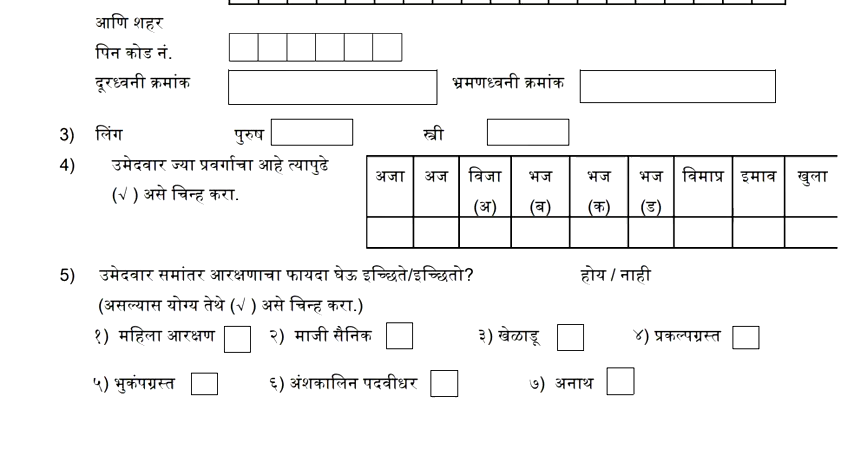 आणि शहर
पिन कोड नं.
दूरध्वनी क्रमांक भ्रमणध्वनी क्रमांक
3) लिंग पुरुष स्त्री
4) उमेदवार ज्या प्रवर्गाचा आहे त्यापुढे
(√ ) असे चिन्ह करा.
अजा अज विजा (अ) भज (ब) भज (क) भज (ड) विमाप्र इमाव खुला
5) उमेदवार समांतर आरक्षणाचा फायदा घेऊ इच्छिते/इच्छितो? होय / नाही
(असल्यास योग्य तेथे (√ ) असे चिन्ह करा.)
१) महिला आरक्षण २) माजी सैनिक ३) खेळाडू ४) प्रकल्पग्रस्त
५) भुकंपग्रस्त ६) अंशकालिन पदवीधर ७) अनाथ